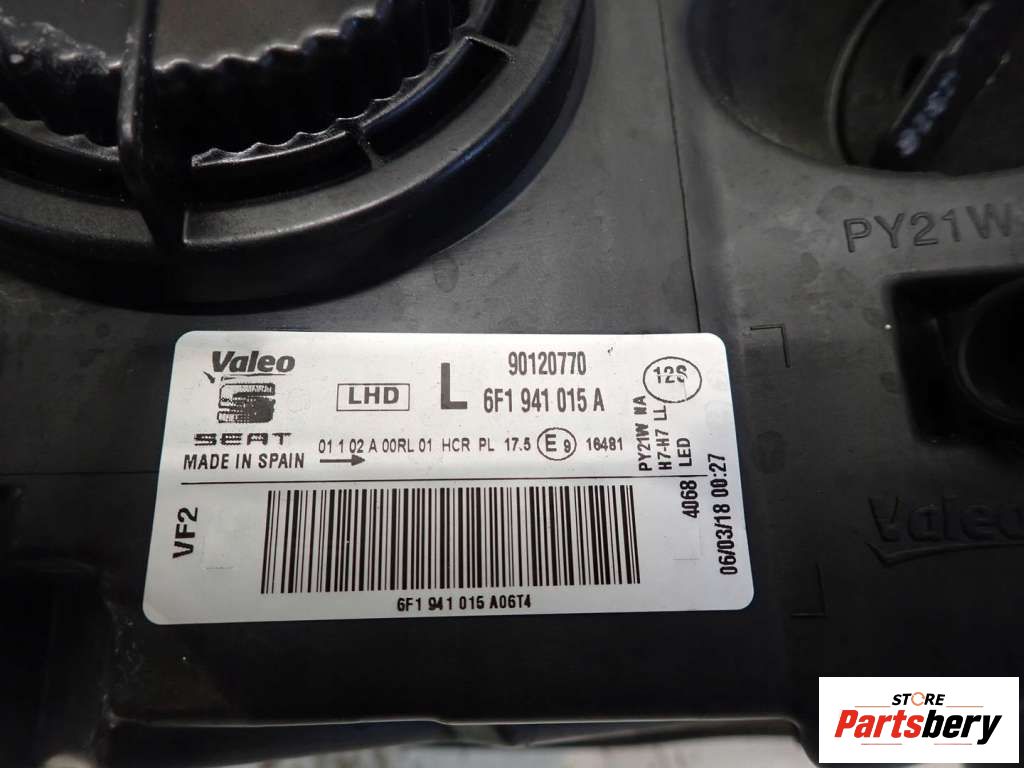 PY21W
Valeo
SEAT
MADE IN SPAIN
LHD
L
90120770
6F1 941 015 A
01 1 02 A 00RL 01 HCR PL 17.5 E 9 16481
12S
PY21W NA
H7-H7 LL
LED
4068
06/03/18 00:27
VF2
6F1 941 015 A06T4
Valeo
STORE
Partsbery